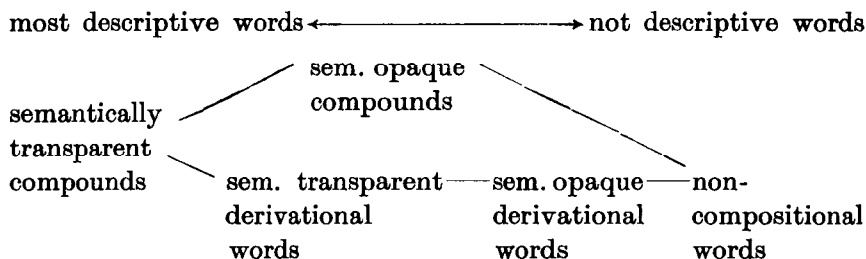 most descriptive words not descriptive words
sem. opaque
compounds
semantically
transparent
compounds
sem. transparent sem. opaque non-
derivational derivational compositional
words words words